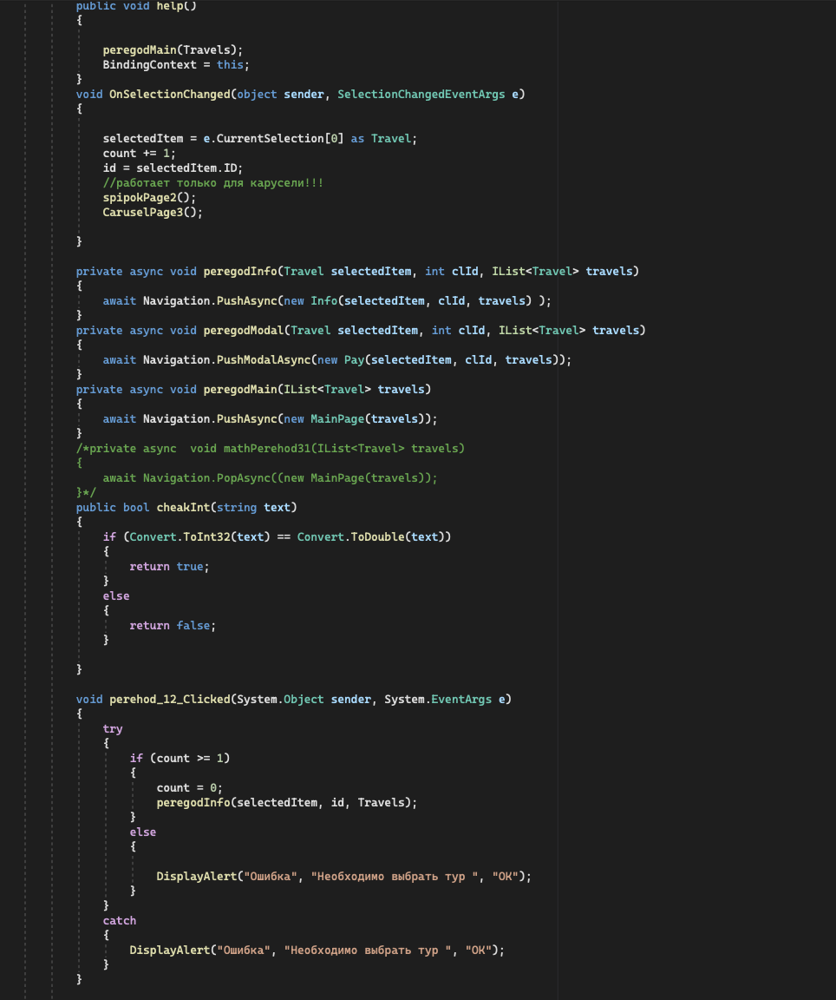 public void help()
{
peregodMain(Travels);
BindingContext = this;
}
void OnSelectionChanged(object sender, SelectionChangedEventArgs e)
{
selectedItem = e.CurrentSelection[0] as Travel;
count += 1;
id = selectedItem.ID;
//работает только для карусели!!!
spipokPage2();
CaruselPage3();
}
private async void peregodInfo(Travel selectedItem, int clId, IList<Travel> travels)
{
await Navigation.PushAsync(new Info(selectedItem, clId, travels) );
}
private async void peregodModal(Travel selectedItem, int clId, IList<Travel> travels)
{
await Navigation.PushModalAsync(new Pay(selectedItem, clId, travels));
}
private async void peregodMain(IList<Travel> travels)
{
await Navigation.PushAsync(new MainPage(travels));
}
/*private async  void mathPerehod31(IList<Travel> travels)
{
await Navigation.PopAsync((new MainPage(travels));
}*/
public bool cheakInt(string text)
{
if (Convert.ToInt32(text) == Convert.ToDouble(text))
{
return true;
}
else
{
return false;
}
}
void perehod_12_Clicked(System.Object sender, System.EventArgs e)
{
try
{
if (count >= 1)
{
count = 0;
peregodInfo(selectedItem, id, Travels);
}
else
{
DisplayAlert("Ошибка", "Необходимо выбрать тур ", "ОК");
}
}
catch
{
DisplayAlert("Ошибка", "Необходимо выбрать тур ", "ОК");
}
}